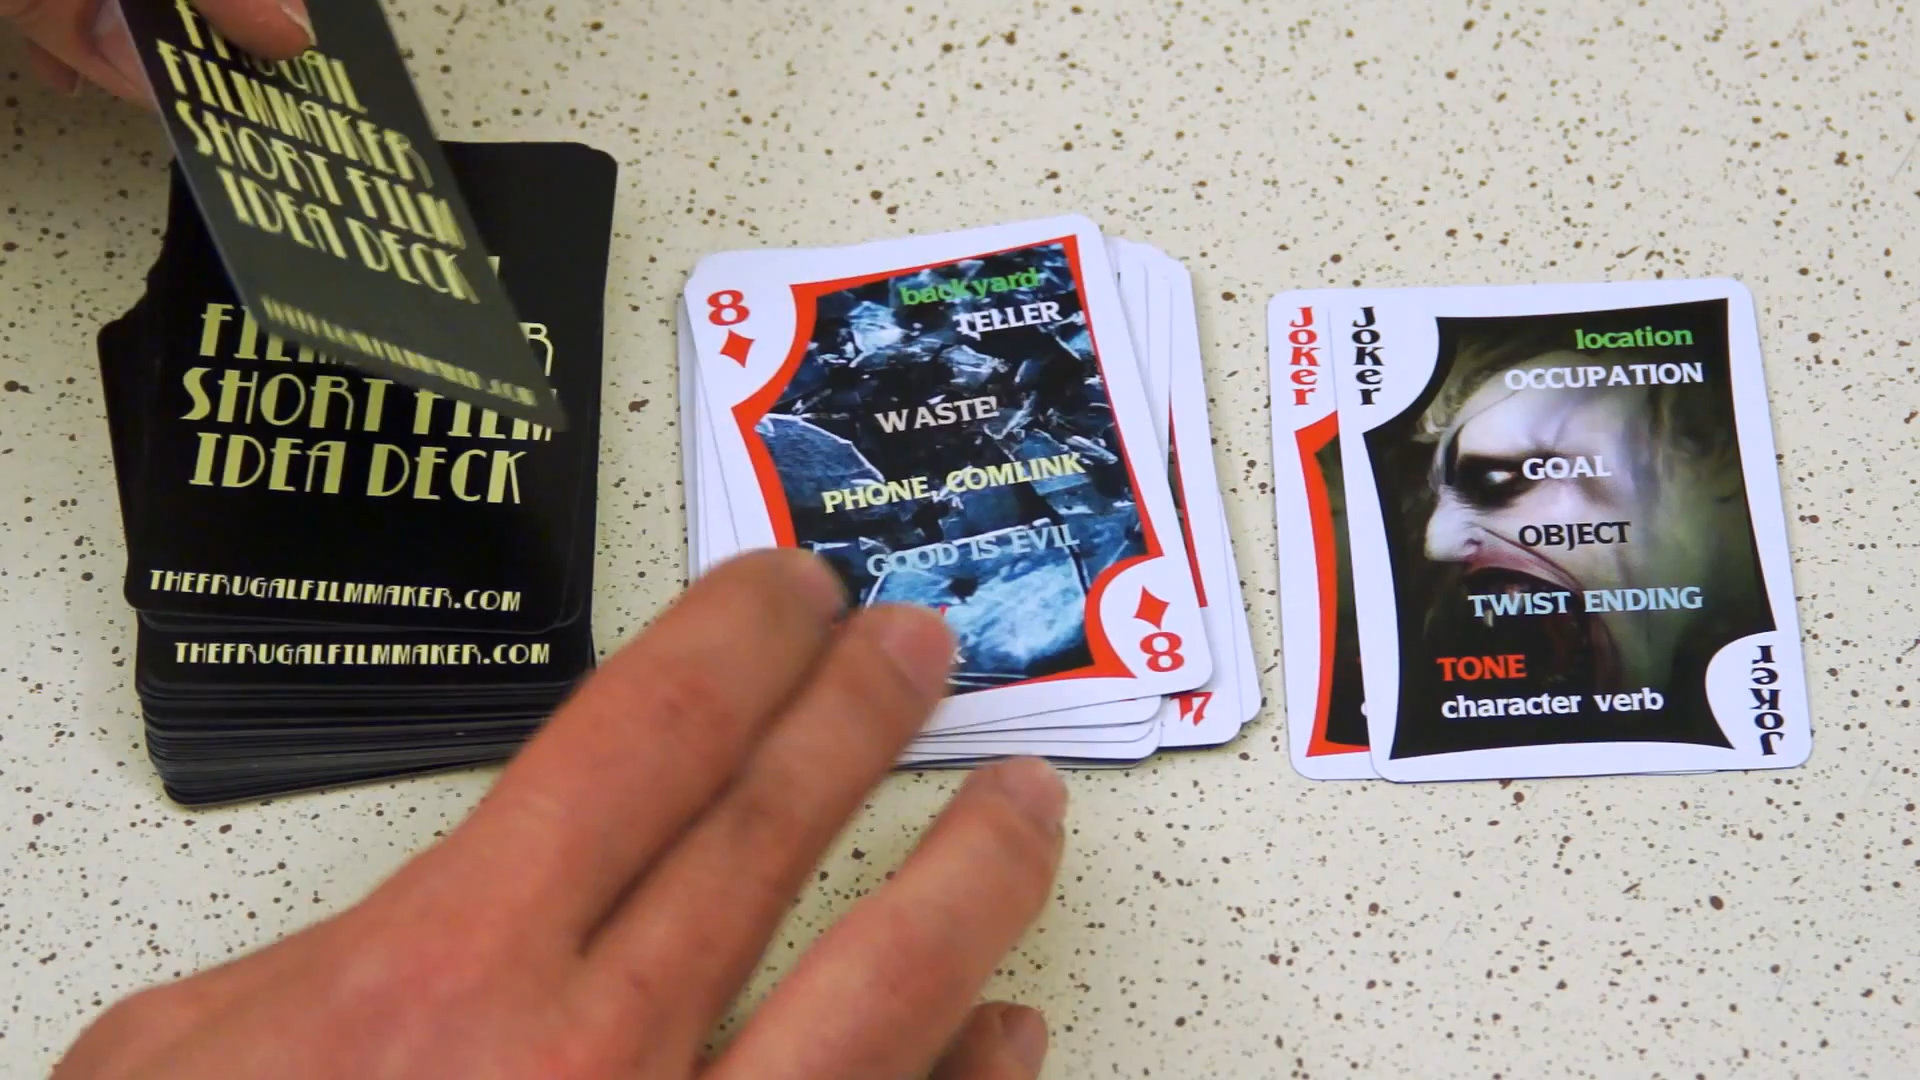 FRUGAL
FILMMAKER
SHORT FILM
IDEA DECK
SHORT FILM
IDEA DECK
THEFRUGALFILMMAKER.COM
THEFRUGALFILMMAKER.COM
8
backyard
TELLER
WASTE!
PHONE, COMLINK
GOOD IS EVIL
8
7
Joker
Joker
location
OCCUPATION
GOAL
OBJECT
TWIST ENDING
TONE
character verb
Joker